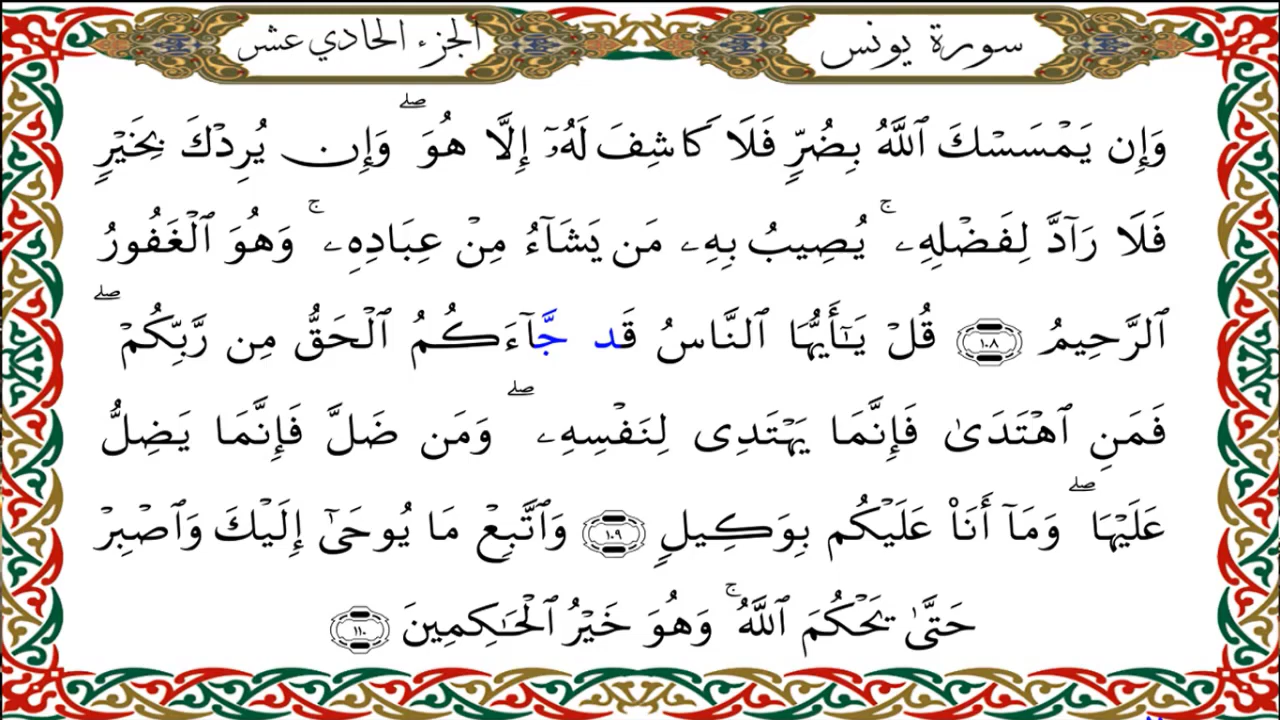 سورة يونس
الجزء الحادي عشر
وَإِن يَمْسَسْكَ ٱللَّهُ بِضُرٍّ فَلَا كَاشِفَ لَهُۥٓ إِلَّا هُوَ ۖ وَإِن يُرِدْكَ بِخَيْرٍ
فَلَا رَآدَّ لِفَضْلِهِۦ ۚ يُصِيبُ بِهِۦ مَن يَشَآءُ مِنْ عِبَادِهِۦ ۚ وَهُوَ ٱلْغَفُورُ
ٱلرَّحِيمُ ١٠٨ قُلْ يَـٰٓأَيُّهَا ٱلنَّاسُ قَد جَّآءَكُمُ ٱلْحَقُّ مِن رَّبِّكُمْ ۖ
فَمَنِ ٱهْتَدَىٰ فَإِنَّمَا يَهْتَدِى لِنَفْسِهِۦ ۖ وَمَن ضَلَّ فَإِنَّمَا يَضِلُّ
عَلَيْهَا ۖ وَمَآ أَنَا۠ عَلَيْكُم بِوَكِيلٍ ١٠٩ وَٱتَّبِعْ مَا يُوحَىٰٓ إِلَيْكَ وَٱصْبِرْ
حَتَّىٰ يَحْكُمَ ٱللَّهُ ۚ وَهُوَ خَيْرُ ٱلْحَـٰكِمِينَ ١١٠